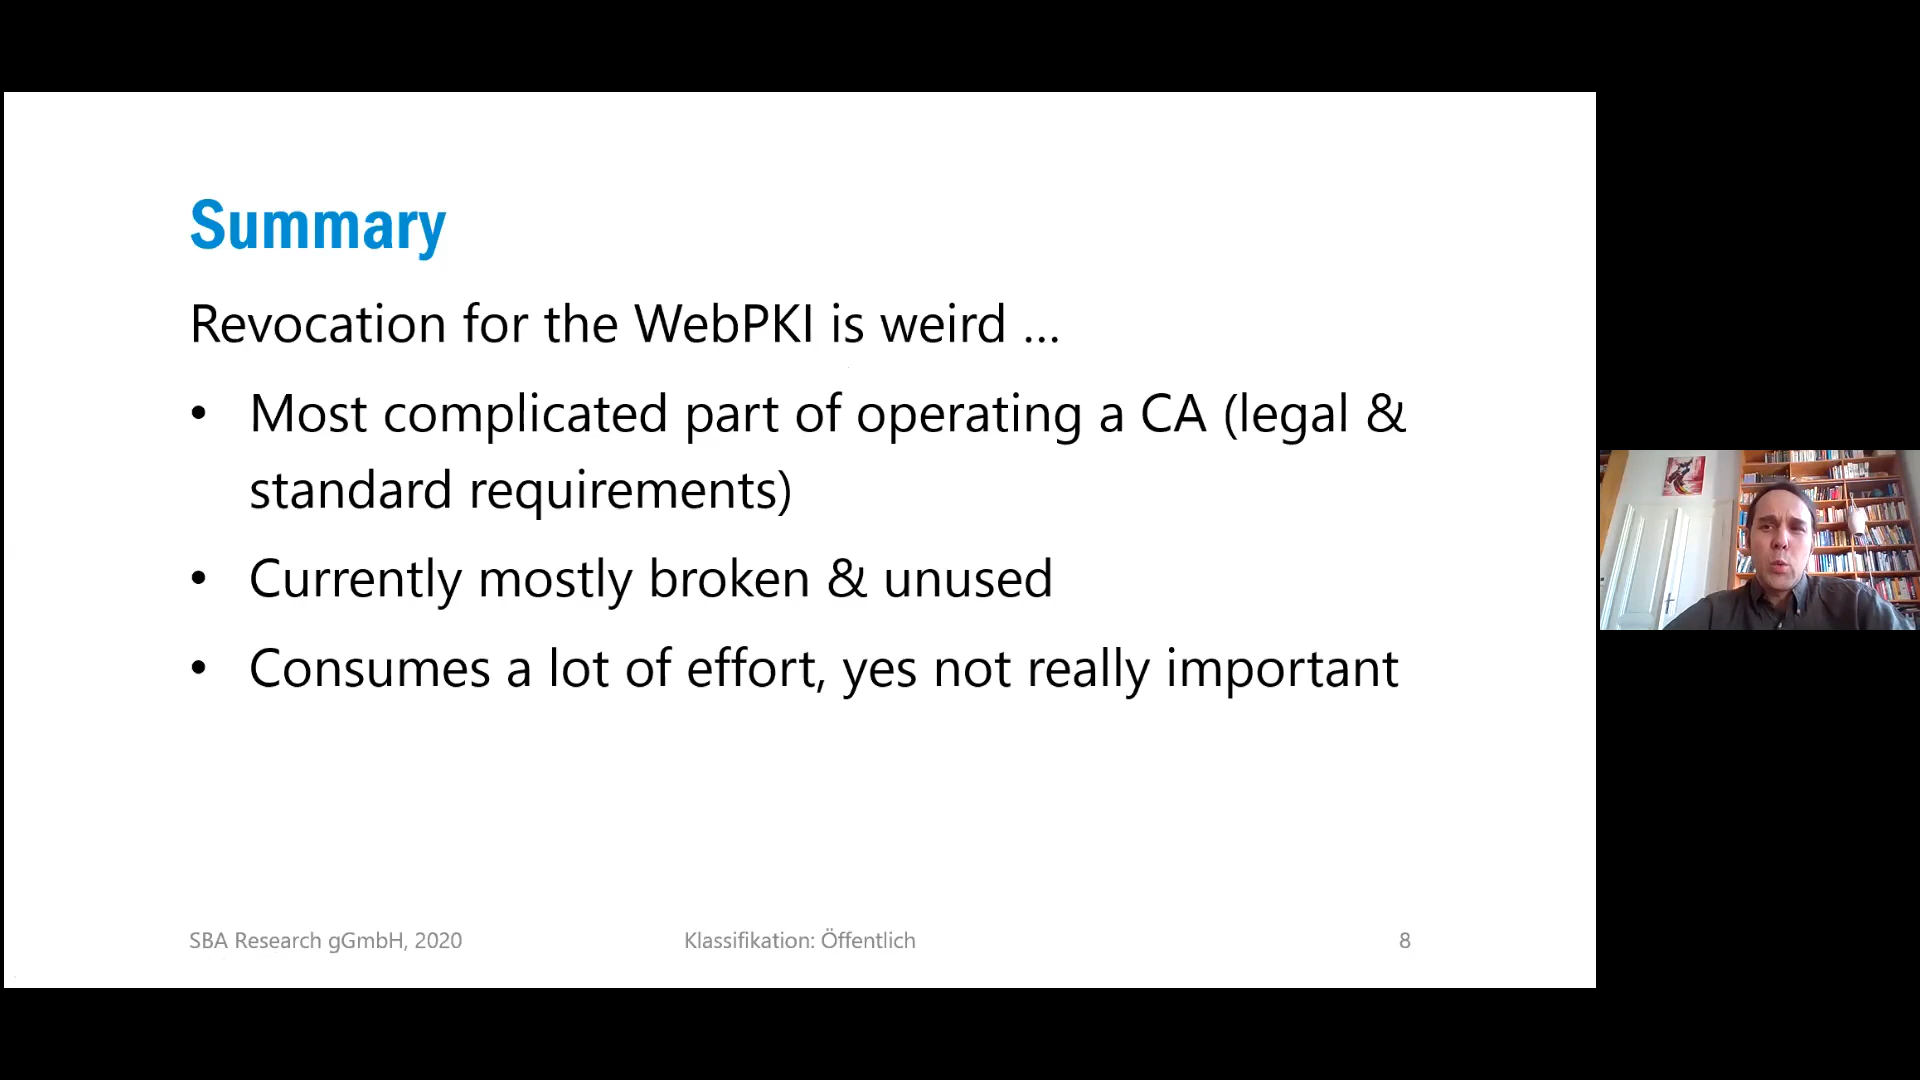 Summary
Revocation for the WebPKI is weird ...
• Most complicated part of operating a CA (legal &
standard requirements)
• Currently mostly broken & unused
• Consumes a lot of effort, yes not really important
SBA Research gGmbH, 2020
Klassifikation: Öffentlich
8